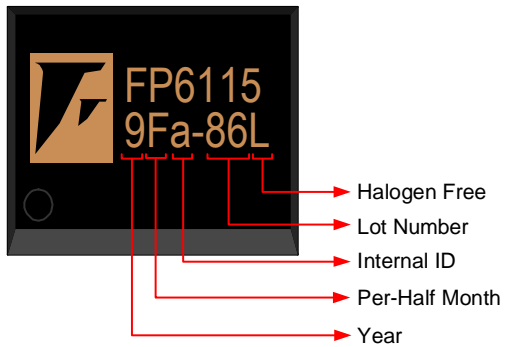 FP6115
9Fa-86L
Halogen Free
Lot Number
Internal ID
Per-Half Month
Year